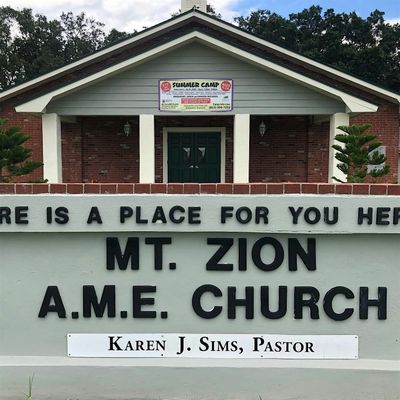 SUMMER CAMP
RE IS A PLACE FOR YOU HER
MT. ZION
A.M.E. CHURCH
KAREN J. SIMS, PASTOR